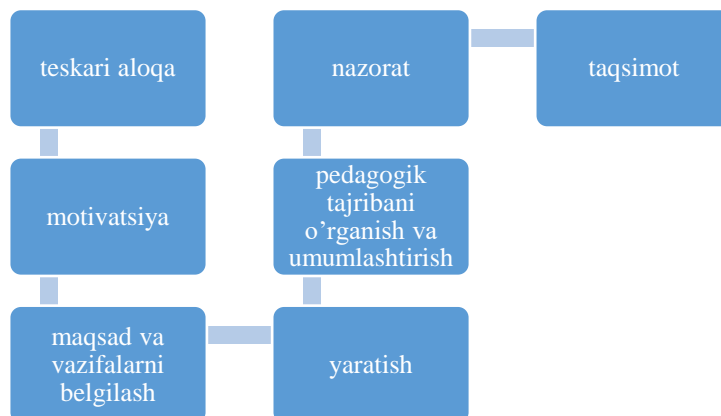 teskari aloqa
motivatsiya
maqsad va
vazifalarni
belgilash
yaratish
pedagogik
tajribani
o’rganish va
umumlashtirish
nazorat
taqsimot